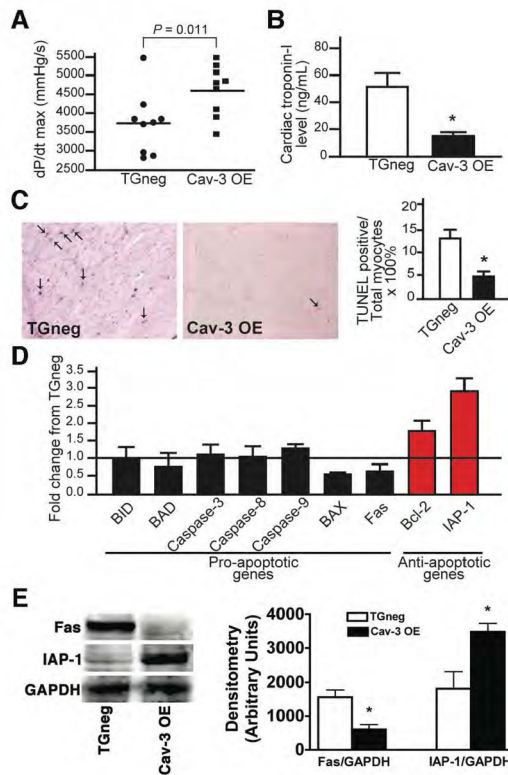 A
P = 0.011
dP/dt max (mmHg/s)
5500
5000
4500
4000
3500
3000
2500
TGneg
Cav-3 OE
B
Cardiac troponin-I
level (ng/mL)
80
60
40
20
0
*
TGneg
Cav-3 OE
C
TGneg
Cav-3 OE
TUNEL positive/
Total myocytes
x 100%
20
15
10
5
0
*
TGneg
Cav-3 OE
D
Fold change from TGneg
3.5
3.0
2.5
2.0
1.5
1.0
0.5
0.0
BID
BAD
Caspase-3
Caspase-8
Caspase-9
BAX
Fas
Bcl-2
IAP-1
Pro-apoptotic
genes
Anti-apoptotic
genes
E
Fas
IAP-1
GAPDH
TGneg
Cav-3 OE
Densitometry
(Arbitrary Units)
4000
3000
2000
1000
0
TGneg
Cav-3 OE
*
*
Fas/GAPDH
IAP-1/GAPDH